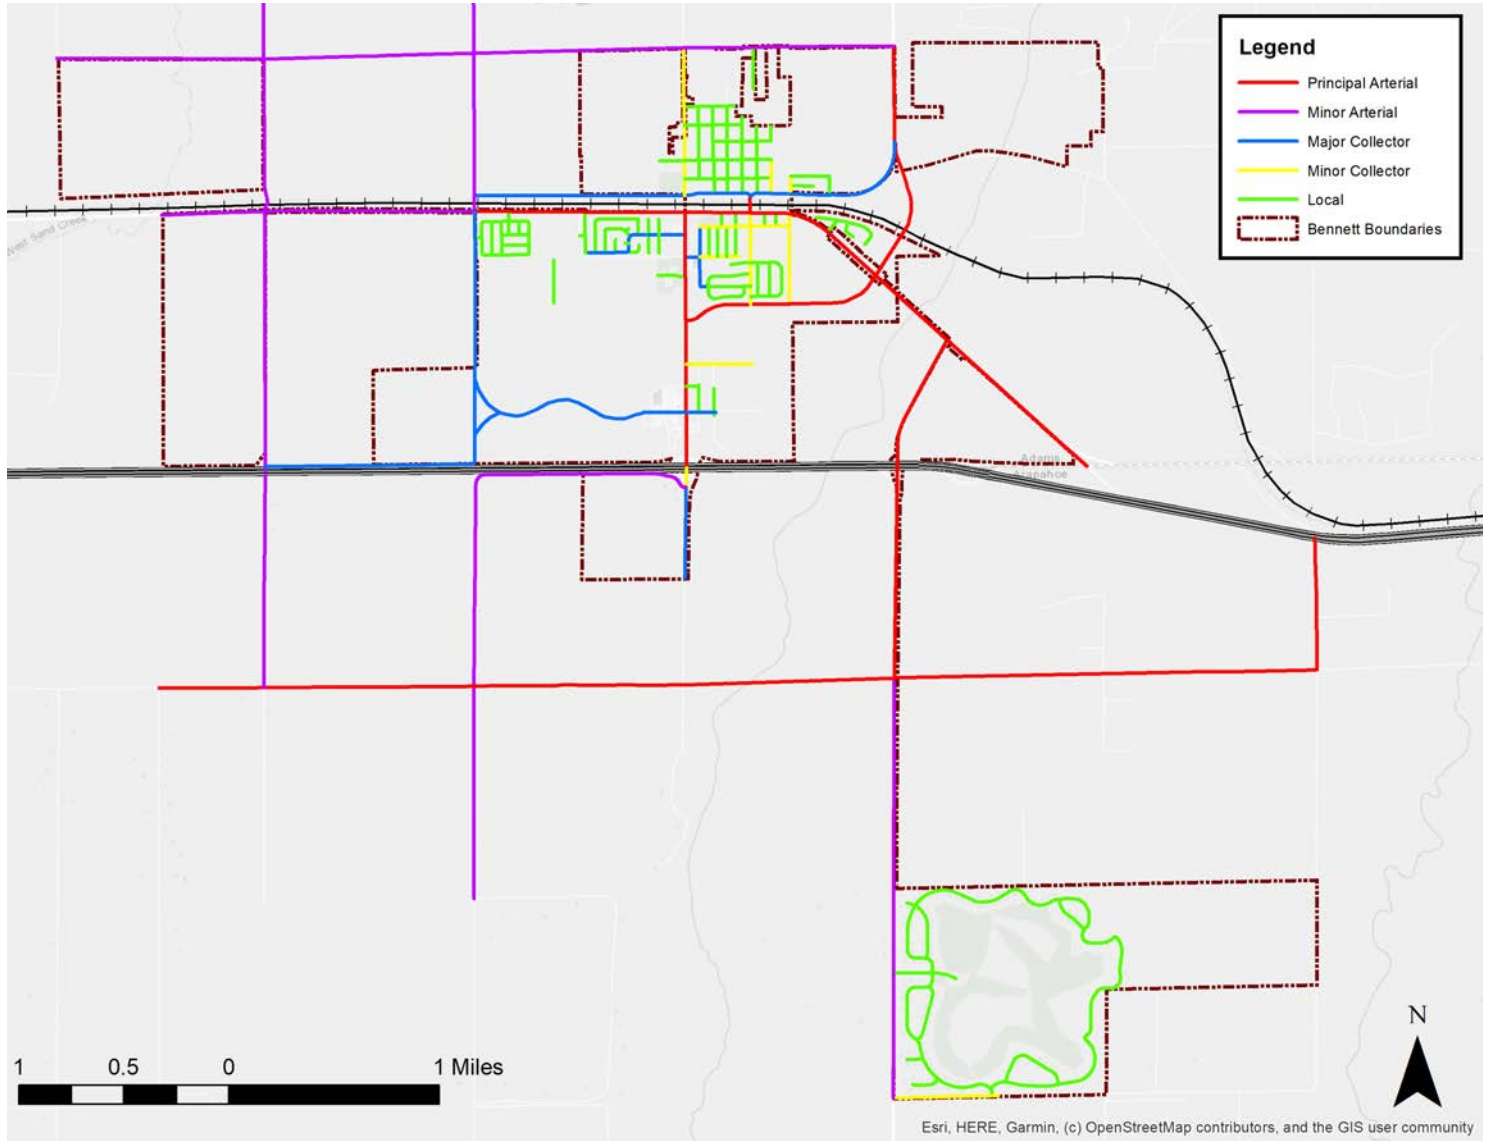 Legend
Principal Arterial
Minor Arterial
Major Collector
Minor Collector
Local
Bennett Boundaries
West Sand Creek
Adams
Arapahoe
N
1 0.5 0 1 Miles
Esri, HERE, Garmin, (c) OpenStreetMap contributors, and the GIS user community